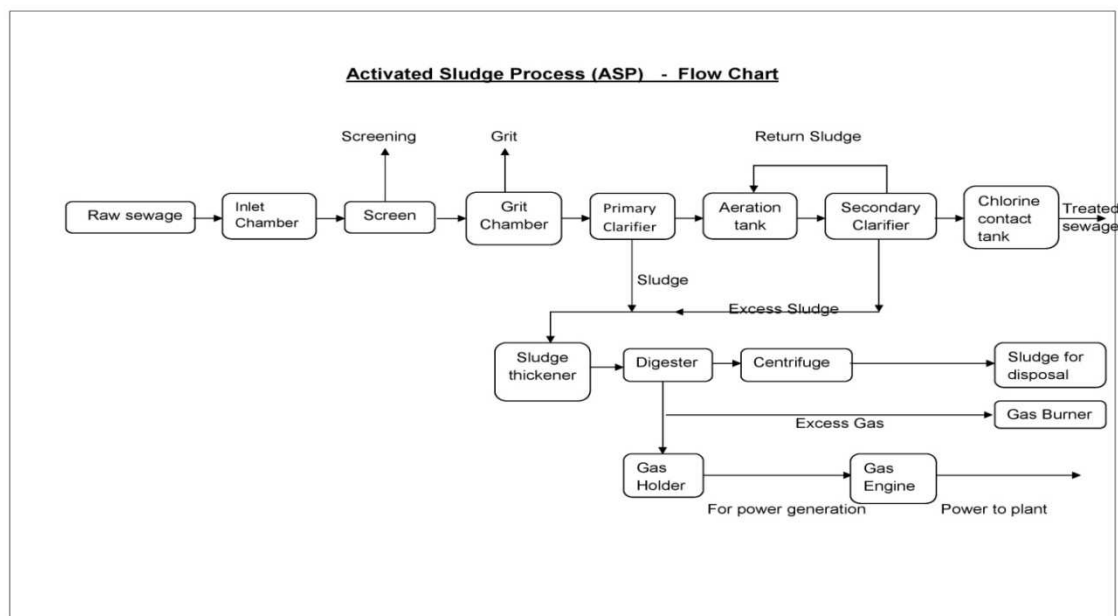 Activated Sludge Process (ASP) - Flow Chart
Screening
Grit
Return Sludge
Raw sewage
Inlet
Chamber
Screen
Grit
Chamber
Primary
Clarifier
Aeration
tank
Secondary
Clarifier
Chlorine
contact
tank
Treated
sewage
Sludge
Excess Sludge
Sludge
thickener
Digester
Centrifuge
Sludge for
disposal
Excess Gas
Gas Burner
Gas
Holder
For power generation
Gas
Engine
Power to plant